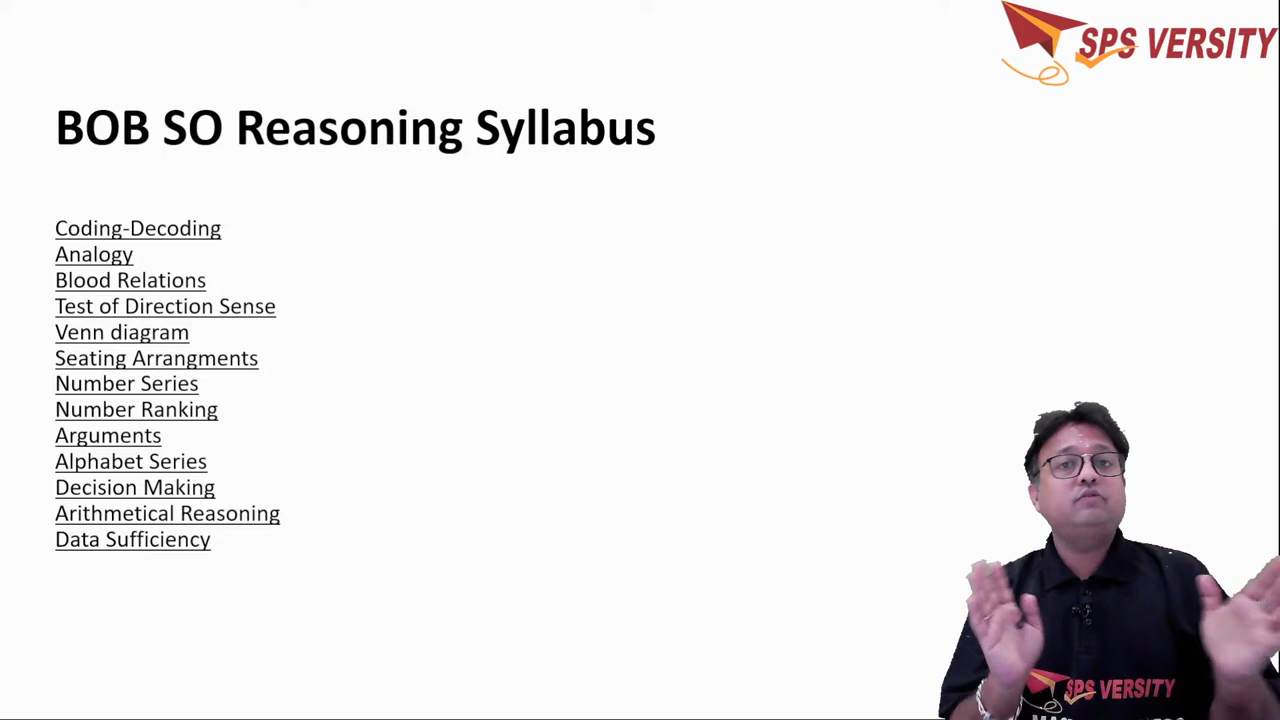 SPS VERSITY
BOB SO Reasoning Syllabus
Coding-Decoding
Analogy
Blood Relations
Test of Direction Sense
Venn diagram
Seating Arrangments
Number Series
Number Ranking
Arguments
Alphabet Series
Decision Making
Arithmetical Reasoning
Data Sufficiency
SPS VERSITY